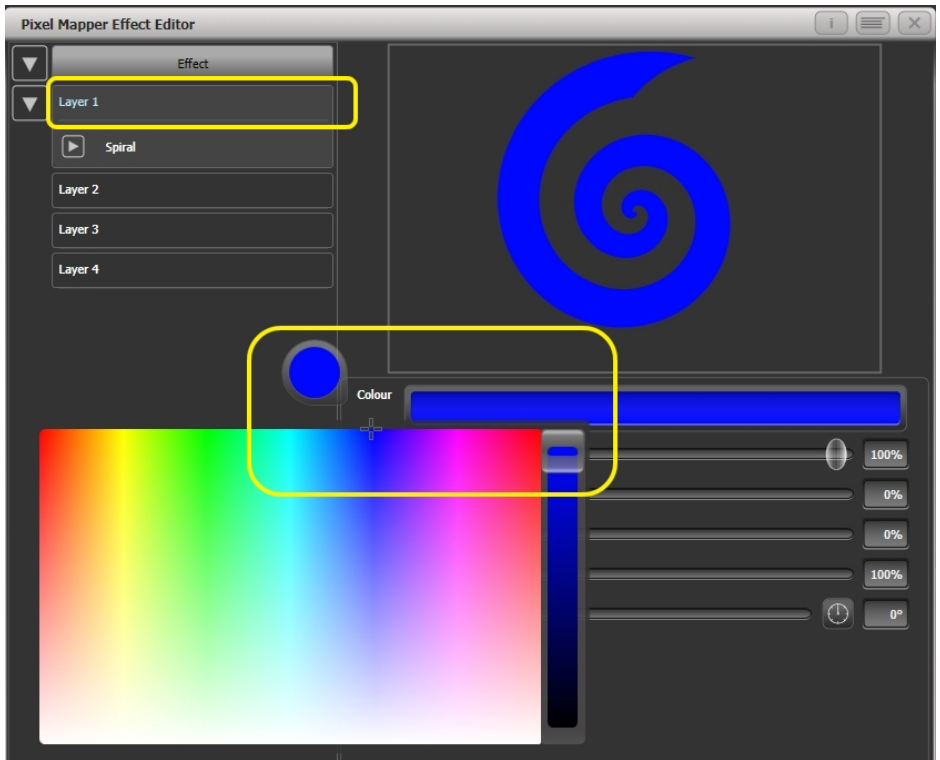 Pixel Mapper Effect Editor
i
Effect
Layer 1
Spiral
Layer 2
Layer 3
Layer 4
Colour
100%
0%
0%
100%
0°